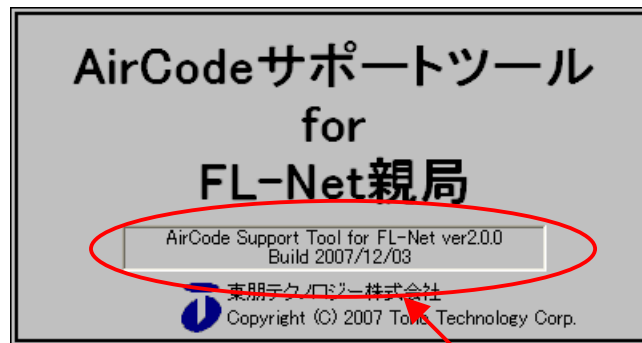 AirCodeサポートツール
for
FL-Net親局
AirCode Support Tool for FL-Net ver2.0.0
Build 2007/12/03
東朋テクノロジー株式会社
Copyright (C) 2007 Toho Technology Corp.